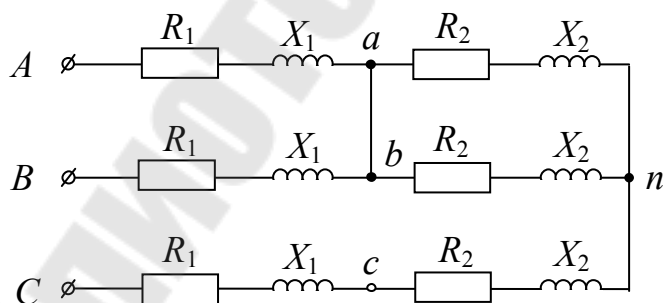 A R₁ X₁ a R₂ X₂
B R₁ X₁ b R₂ X₂ n
C R₁ X₁ c R₂ X₂